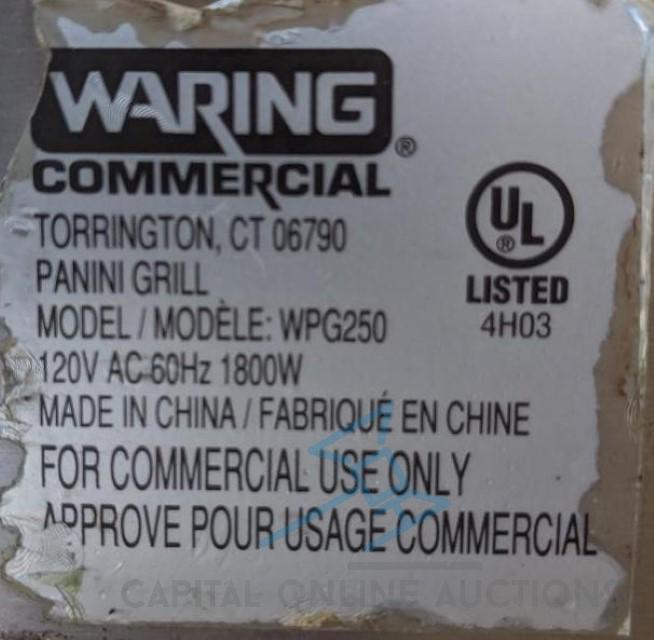 WARING®
COMMERCIAL
TORRINGTON, CT 06790
PANINI GRILL
MODEL / MODÈLE: WPG250
120V AC 60Hz 1800W
MADE IN CHINA / FABRIQUÉ EN CHINE
FOR COMMERCIAL USE ONLY
APPROVE POUR USAGE COMMERCIAL
UL®
LISTED
4H03
CAPITAL ONLINE AUCTIONS